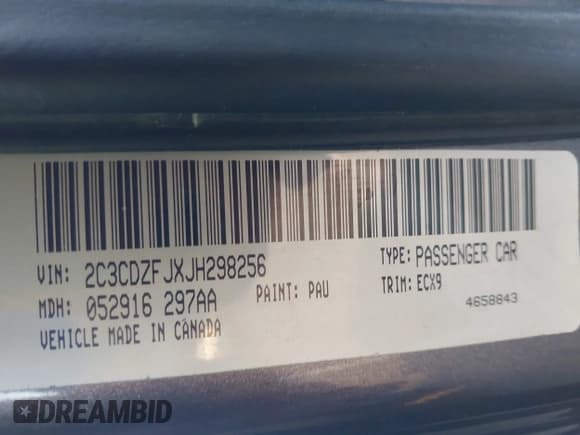 VIN: 2C3CDZFJXJH298256 TYPE: PASSENGER CAR
MDH: 052916 297AA PAINT: PAU TRIM: ECX9
VEHICLE MADE IN CANADA 4658843
DREAMBID